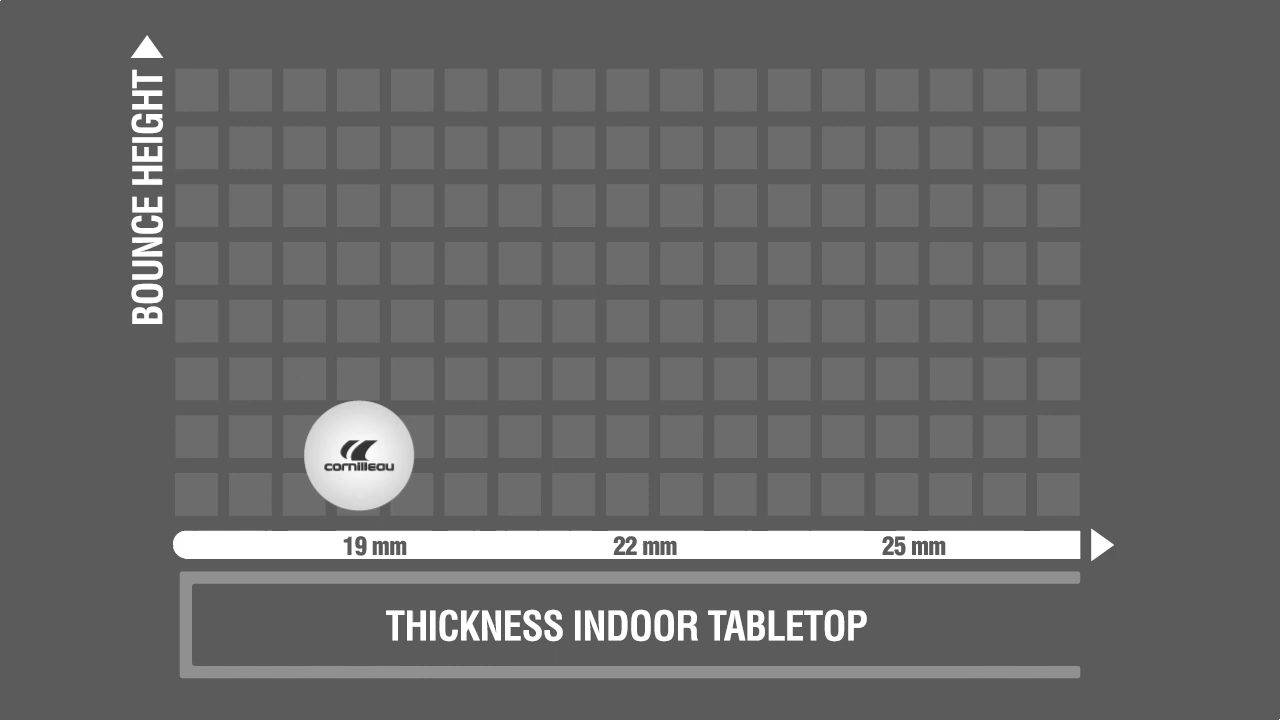 BOUNCE HEIGHT
cornilleau
19 mm
22 mm
25 mm
THICKNESS INDOOR TABLETOP